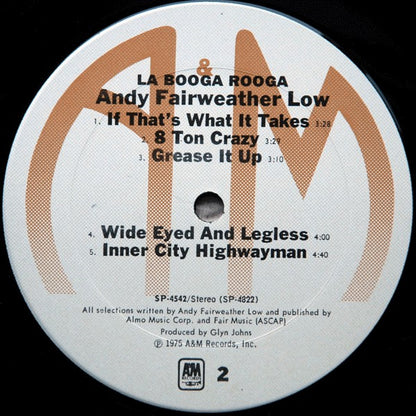 A&M
LA BOOGA ROOGA
Andy Fairweather Low
1. If That's What It Takes 3:28
2. 8 Ton Crazy 3:29
3. Grease It Up 3:10
4. Wide Eyed And Legless 4:00
5. Inner City Highwayman 4:40
SP-4542/Stereo (SP-4822)
All selections written by Andy Fairweather Low and published by
Almo Music Corp. and Fair Music (ASCAP)
Produced by Glyn Johns
℗ 1975 A&M Records, Inc.
A&M RECORDS 2